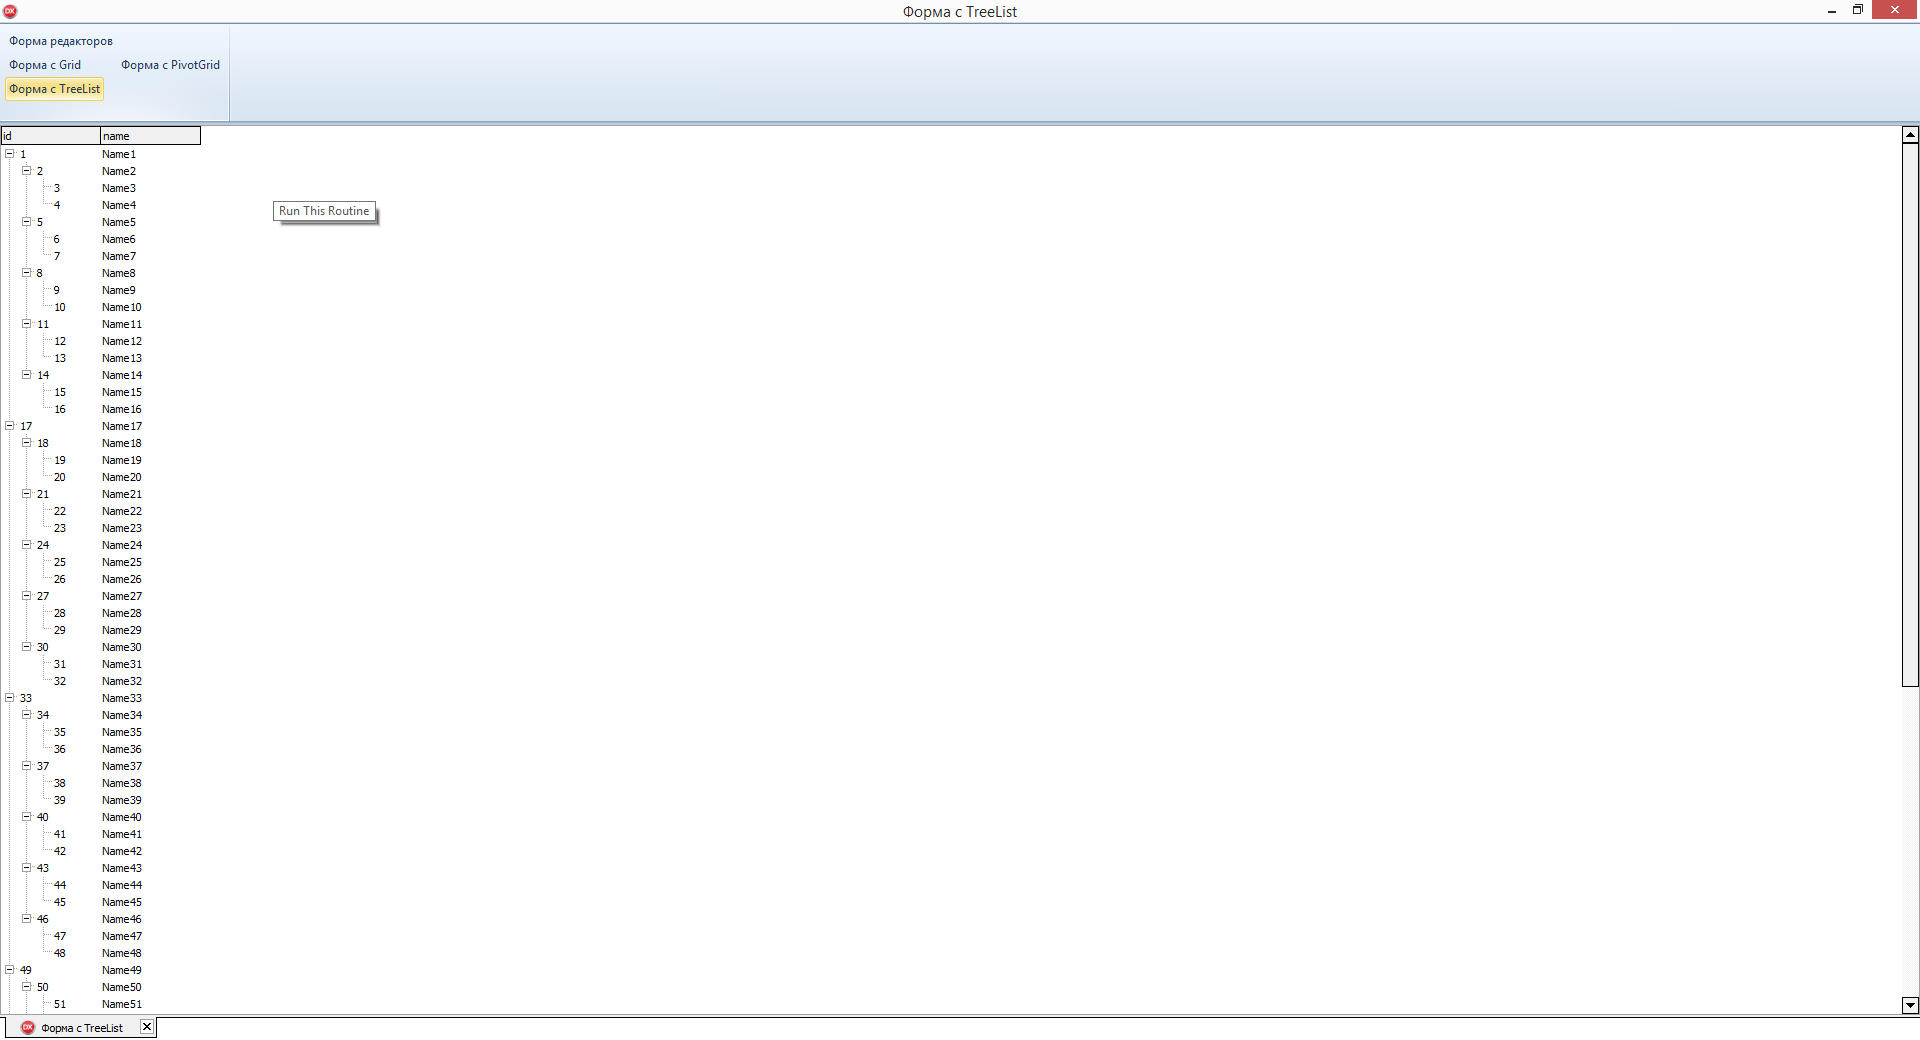 DX Форма с TreeList
Форма редакторов
Форма с Grid Форма с PivotGrid
Форма с TreeList
id name
1 Name1
2 Name2
3 Name3
4 Name4
Run This Routine
5 Name5
6 Name6
7 Name7
8 Name8
9 Name9
10 Name10
11 Name11
12 Name12
13 Name13
14 Name14
15 Name15
16 Name16
17 Name17
18 Name18
19 Name19
20 Name20
21 Name21
22 Name22
23 Name23
24 Name24
25 Name25
26 Name26
27 Name27
28 Name28
29 Name29
30 Name30
31 Name31
32 Name32
33 Name33
34 Name34
35 Name35
36 Name36
37 Name37
38 Name38
39 Name39
40 Name40
41 Name41
42 Name42
43 Name43
44 Name44
45 Name45
46 Name46
47 Name47
48 Name48
49 Name49
50 Name50
51 Name51
DX Форма с TreeList